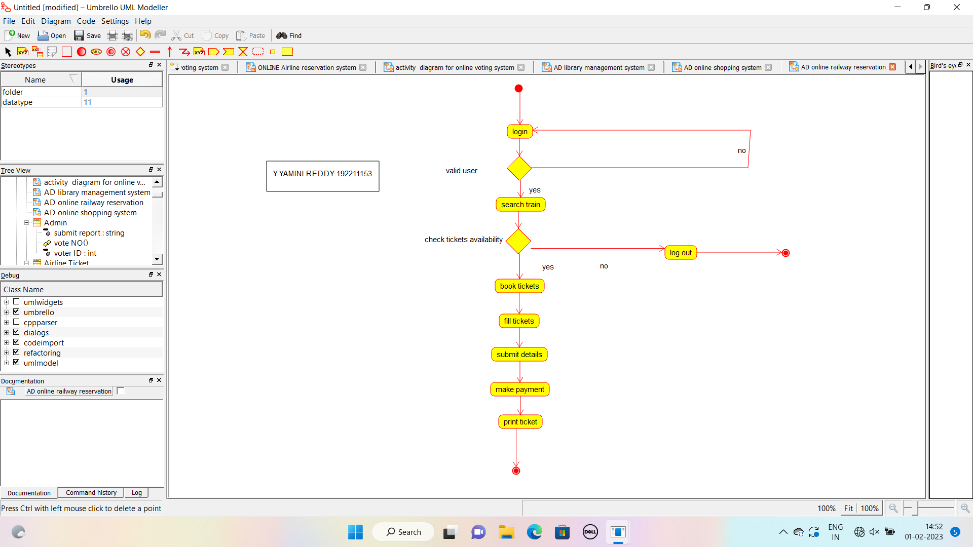 Untitled [modified] – Umbrello UML Modeller
File Edit Diagram Code Settings Help
New Open Save Cut Copy Paste Find
Stereotypes
Name Usage
folder 1
datatype 11
Tree View
activity diagram for online v...
AD library management system
AD online railway reservation
AD online shopping system
Admin
submit report : string
vote NO()
voter ID : int
Airline Ticket
Debug
Class Name
umlwidgets
umbrello
cppparser
dialogs
codeimport
refactoring
umlmodel
Documentation
AD online railway reservation
Documentation Command history Log
Press Ctrl with left mouse click to delete a point
voting system ONLINE Airline reservation system activity diagram for online voting system AD library management system AD online shopping system AD online railway reservation
Bird's eye
login
no
valid user
Y.YAMINI REDDY 192211153
yes
search train
check tickets availability
log out
yes no
book tickets
fill tickets
submit details
make payment
print ticket
100% Fit 100%
Search
DELL
ENG
IN
14:52
01-02-2023
5